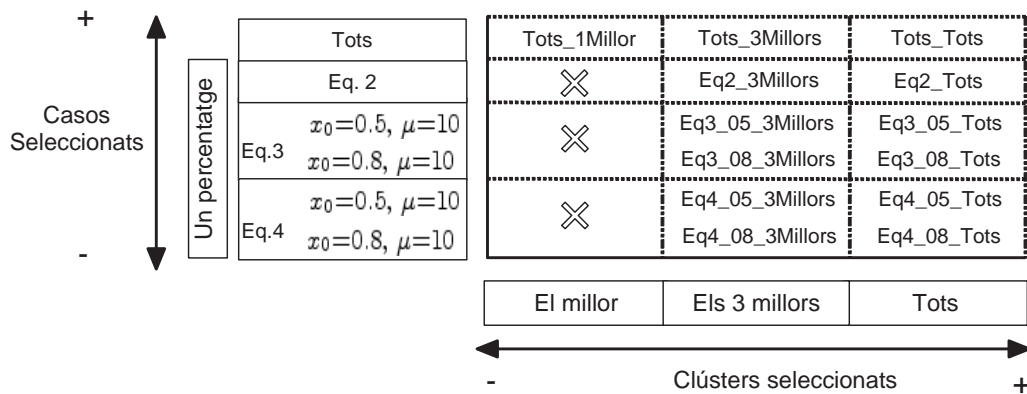 +
Casos
Seleccionats
-
Un percentatge
Tots
Eq. 2
Eq.3
x₀=0.5, μ=10
x₀=0.8, μ=10
Eq.4
x₀=0.5, μ=10
x₀=0.8, μ=10
Tots_1Millor Tots_3Millors Tots_Tots
Eq2_3Millors Eq2_Tots
Eq3_05_3Millors Eq3_05_Tots
Eq3_08_3Millors Eq3_08_Tots
Eq4_05_3Millors Eq4_05_Tots
Eq4_08_3Millors Eq4_08_Tots
El millor Els 3 millors Tots
- Clústers seleccionats +